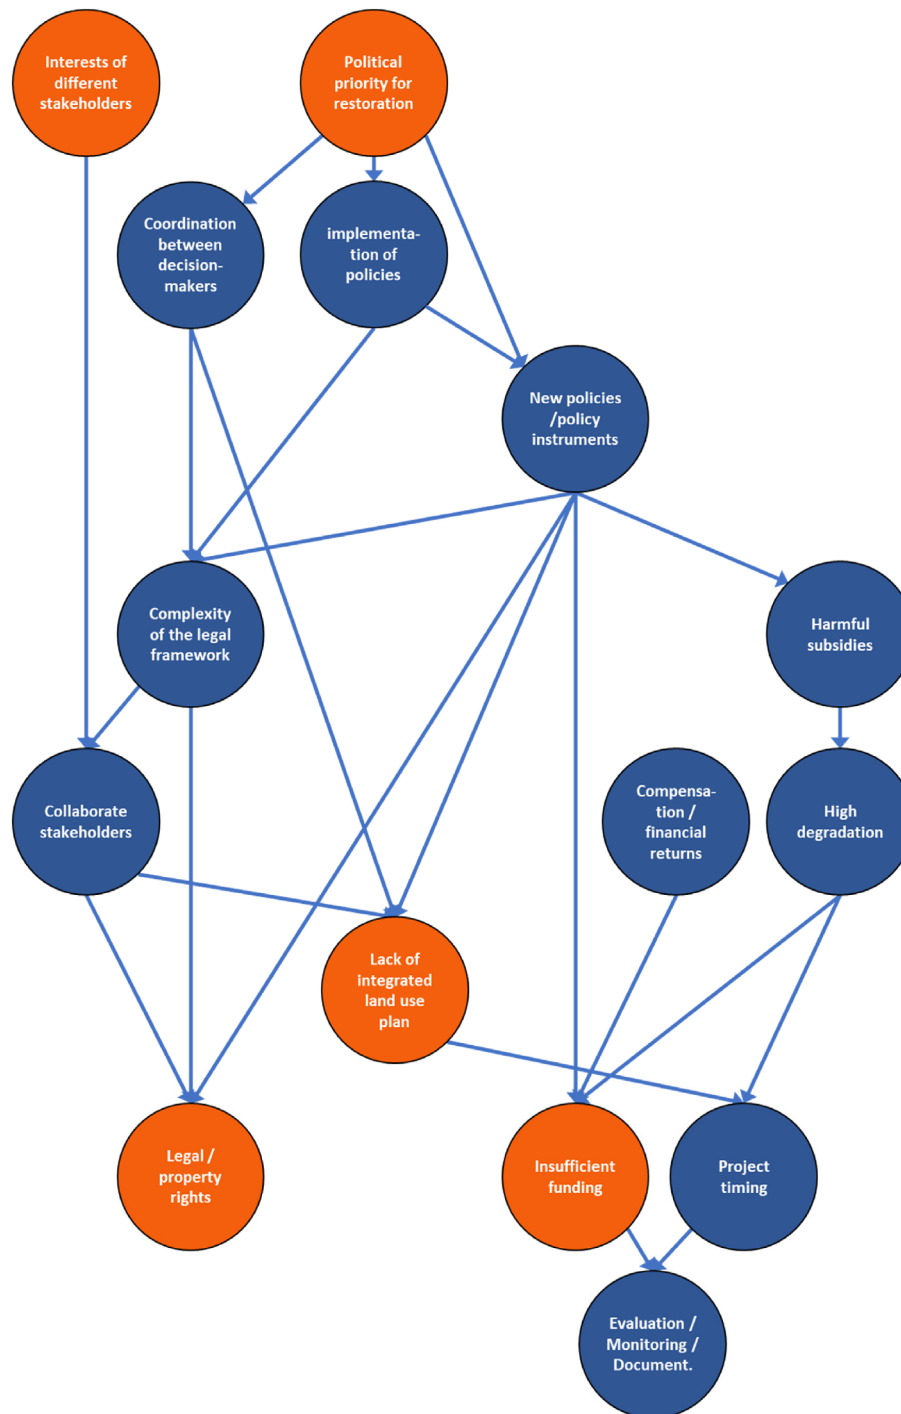 Interests of
different
stakeholders
Political
priority for
restoration
Coordination
between
decision-
makers
implementa-
tion of
policies
New policies
/policy
instruments
Complexity
of the legal
framework
Harmful
subsidies
Collaborate
stakeholders
Compensa-
tion /
financial
returns
High
degradation
Lack of
integrated
land use
plan
Legal /
property
rights
Insufficient
funding
Project
timing
Evaluation /
Monitoring /
Document.